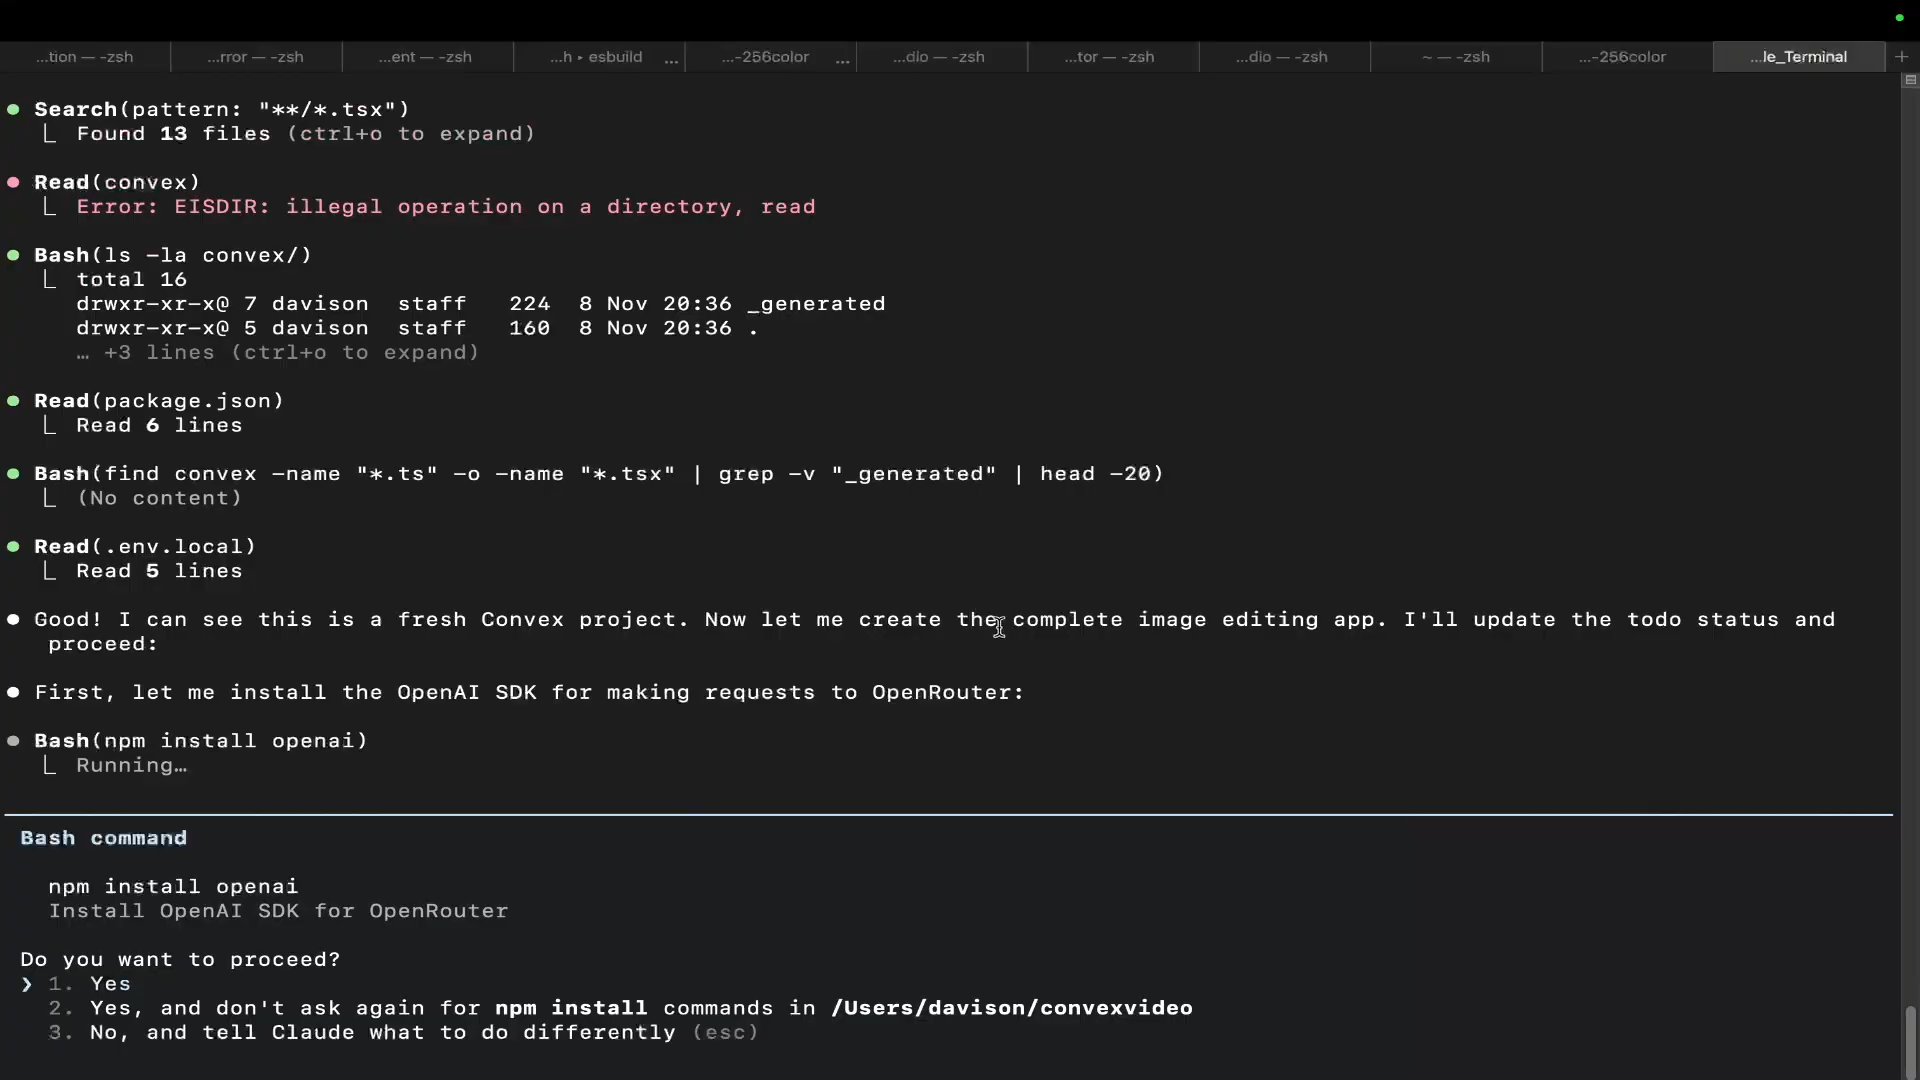 ...tion — -zsh ...rror — -zsh ...ent — -zsh ...h ▸ esbuild ... ...-256color ... ...dio — -zsh ...tor — -zsh ...dio — -zsh ~ — -zsh ...-256color ...le_Terminal +
● Search(pattern: "**/*.tsx")
⎿ Found 13 files (ctrl+o to expand)
● Read(convex)
⎿ Error: EISDIR: illegal operation on a directory, read
● Bash(ls -la convex/)
⎿ total 16
drwxr-xr-x@ 7 davison staff 224 8 Nov 20:36 _generated
drwxr-xr-x@ 5 davison staff 160 8 Nov 20:36 .
… +3 lines (ctrl+o to expand)
● Read(package.json)
⎿ Read 6 lines
● Bash(find convex -name "*.ts" -o -name "*.tsx" | grep -v "_generated" | head -20)
⎿ (No content)
● Read(.env.local)
⎿ Read 5 lines
● Good! I can see this is a fresh Convex project. Now let me create the complete image editing app. I'll update the todo status and
proceed:
● First, let me install the OpenAI SDK for making requests to OpenRouter:
● Bash(npm install openai)
⎿ Running…
Bash command
npm install openai
Install OpenAI SDK for OpenRouter
Do you want to proceed?
❯ 1. Yes
2. Yes, and don't ask again for npm install commands in /Users/davison/convexvideo
3. No, and tell Claude what to do differently (esc)